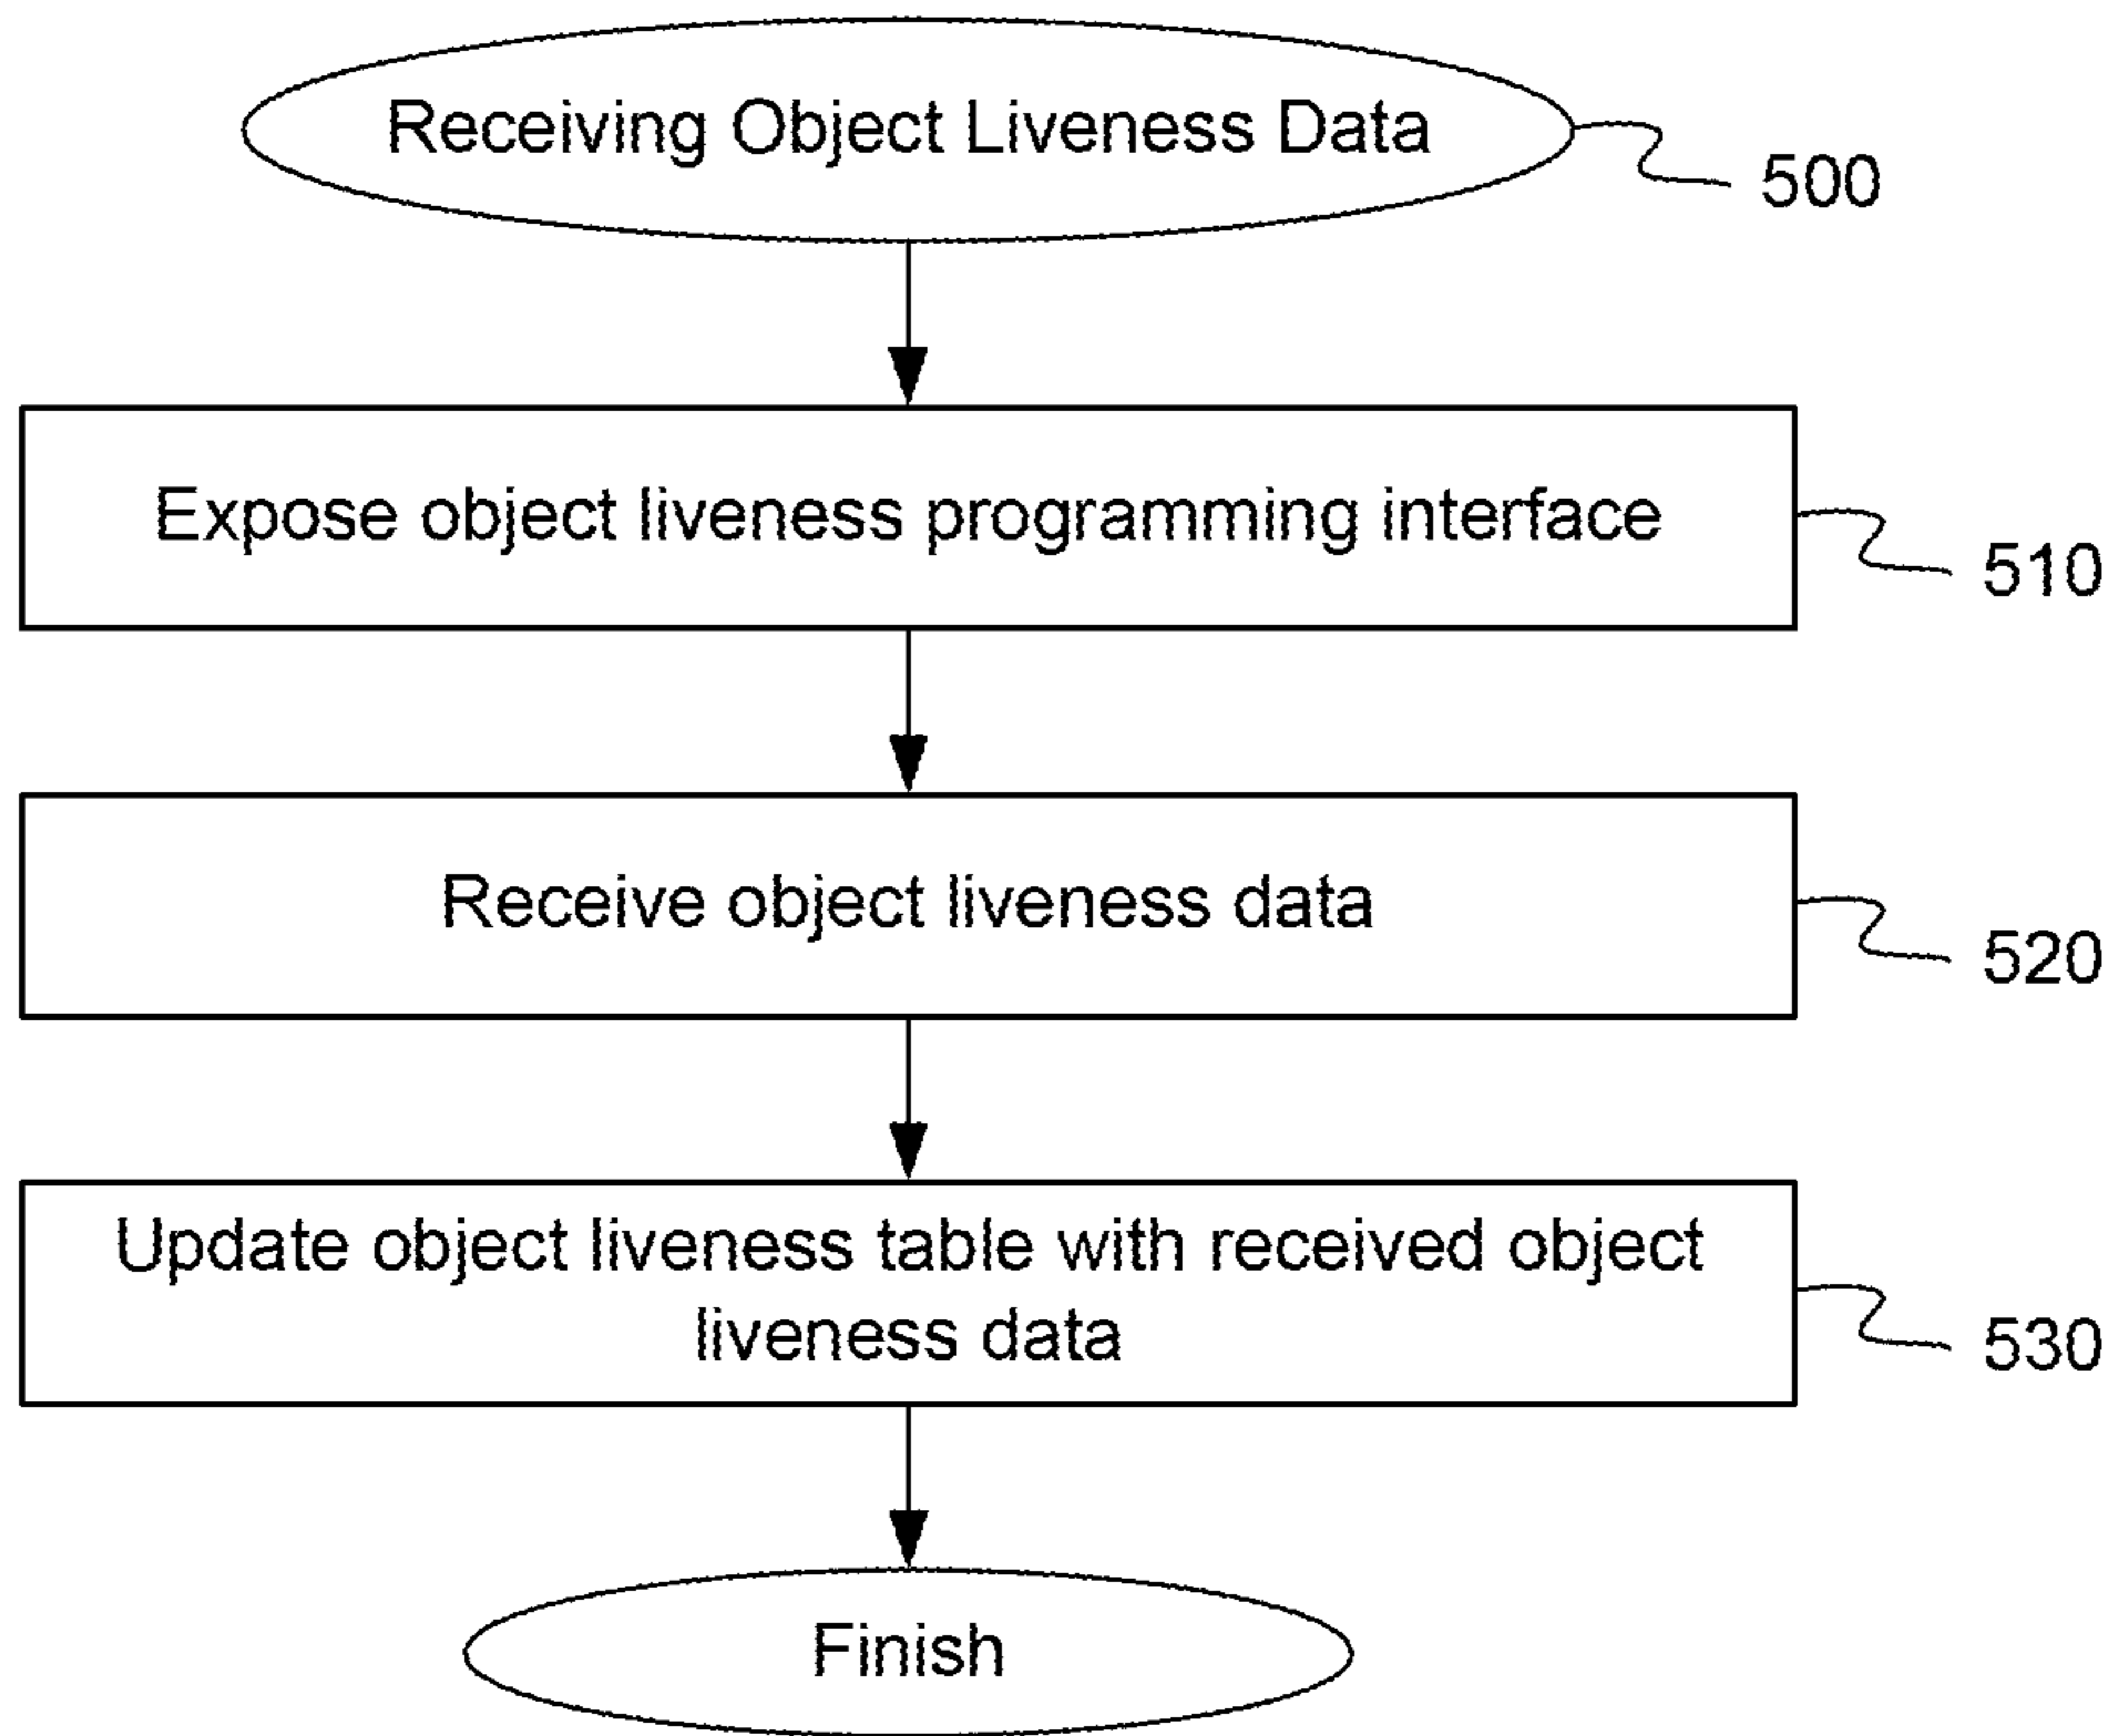 Receiving Object Liveness Data
500
Expose object liveness programming interface
510
Receive object liveness data
520
Update object liveness table with received object
liveness data
530
Finish